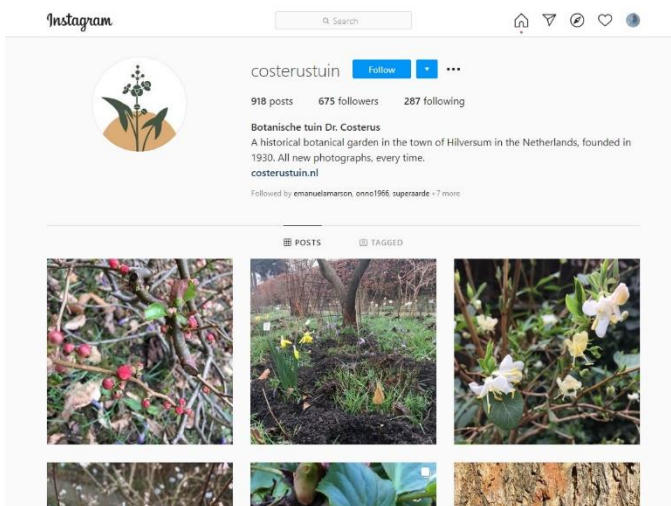 Instagram
Search
costerustuin Follow
918 posts 675 followers 287 following
Botanische tuin Dr. Costerus
A historical botanical garden in the town of Hilversum in the Netherlands, founded in
1930. All new photographs, every time.
costerustuin.nl
Followed by emanuelamarson, onno1966, superaarde +7 more
POSTS TAGGED